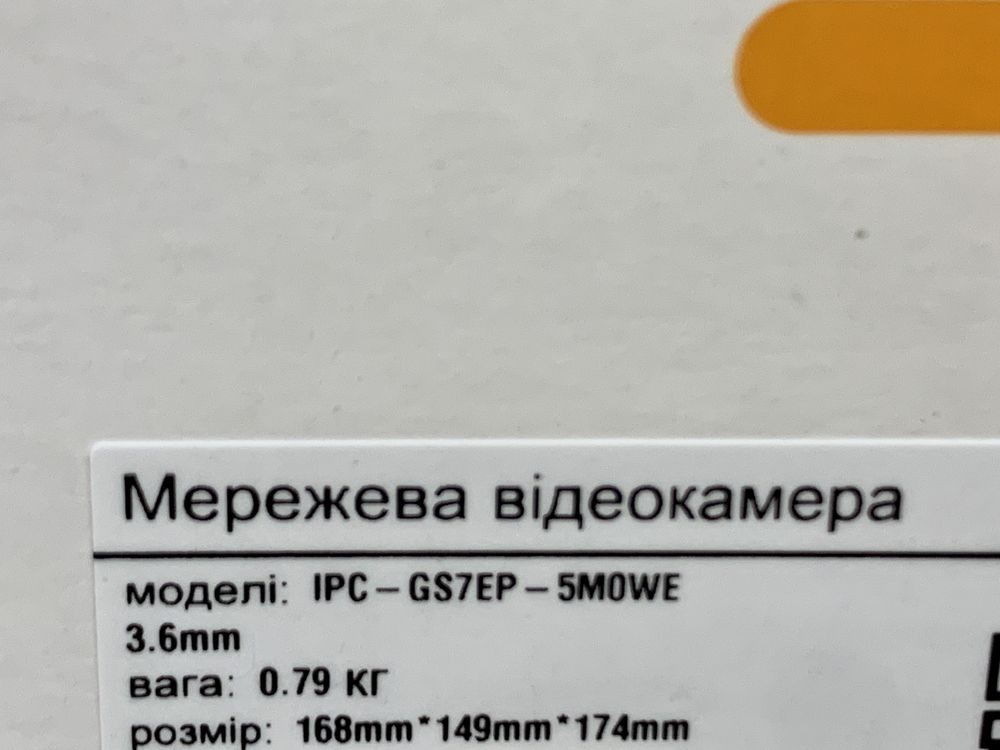 Мережева відеокамера
моделі: IPC-GS7EP-5M0WE
3.6mm
вага: 0.79 КГ
розмір: 168mm*149mm*174mm